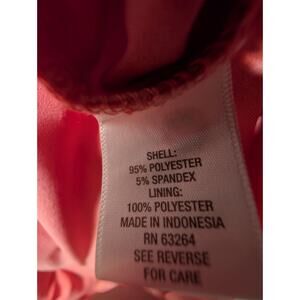 SHELL:
95% POLYESTER
5% SPANDEX
LINING:
100% POLYESTER
MADE IN INDONESIA
RN 63264
SEE REVERSE
FOR CARE